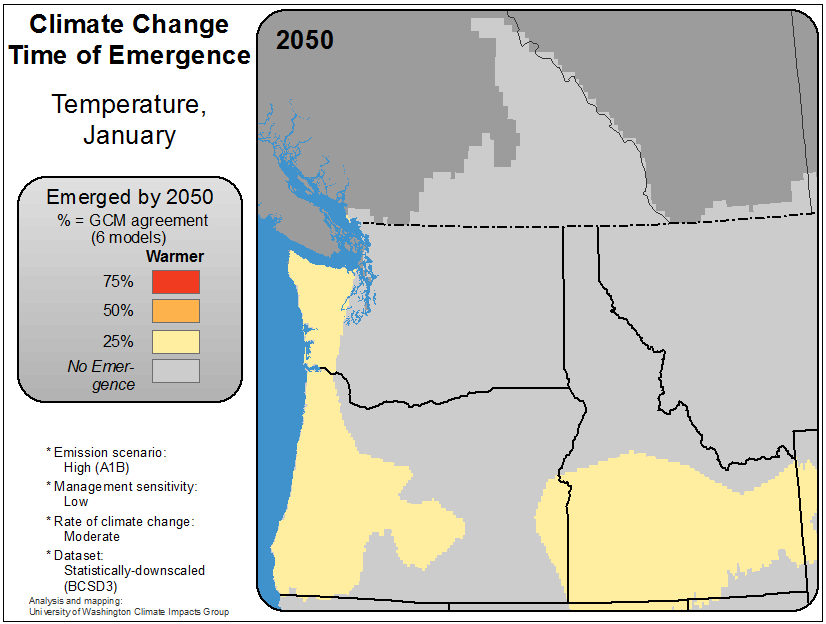 Climate Change
Time of Emergence
Temperature,
January
Emerged by 2050
% = GCM agreement
(6 models)
Warmer
75%
50%
25%
No Emer-
gence
* Emission scenario:
High (A1B)
* Management sensitivity:
Low
* Rate of climate change:
Moderate
* Dataset:
Statistically-downscaled
(BCSD3)
Analysis and mapping:
University of Washington Climate Impacts Group
2050